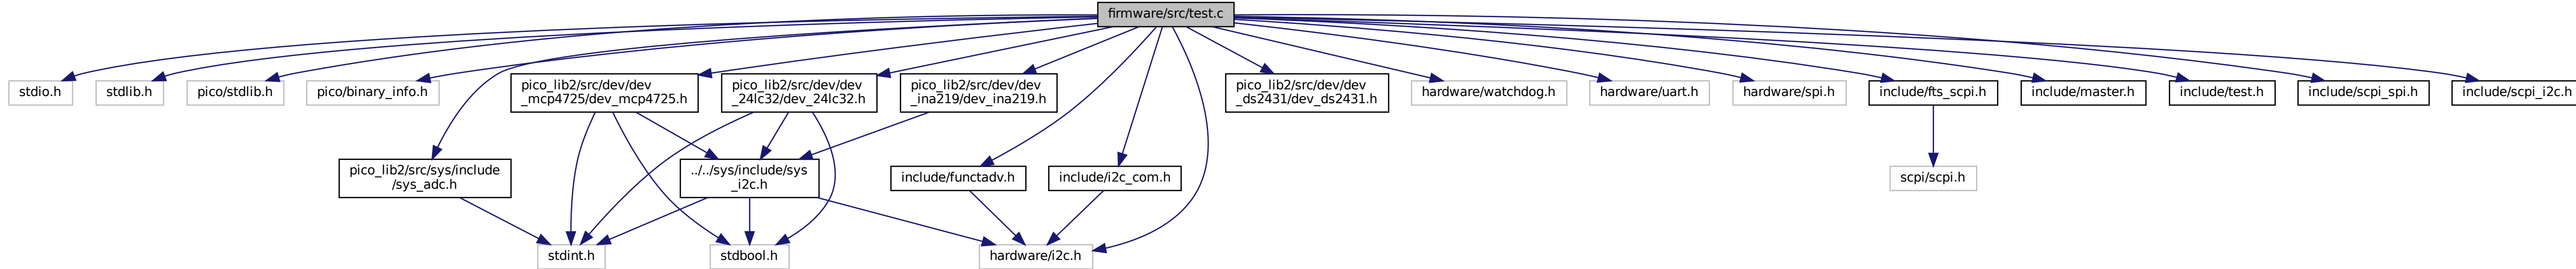 firmware/src/test.c
stdio.h
stdlib.h
pico/stdlib.h
pico/binary_info.h
pico_lib2/src/dev/dev
_mcp4725/dev_mcp4725.h
pico_lib2/src/dev/dev
_24lc32/dev_24lc32.h
pico_lib2/src/dev/dev
_ina219/dev_ina219.h
pico_lib2/src/dev/dev
_ds2431/dev_ds2431.h
hardware/watchdog.h
hardware/uart.h
hardware/spi.h
include/fts_scpi.h
include/master.h
include/test.h
include/scpi_spi.h
include/scpi_i2c.h
pico_lib2/src/sys/include
/sys_adc.h
../../sys/include/sys
_i2c.h
include/functadv.h
include/i2c_com.h
scpi/scpi.h
stdint.h
stdbool.h
hardware/i2c.h